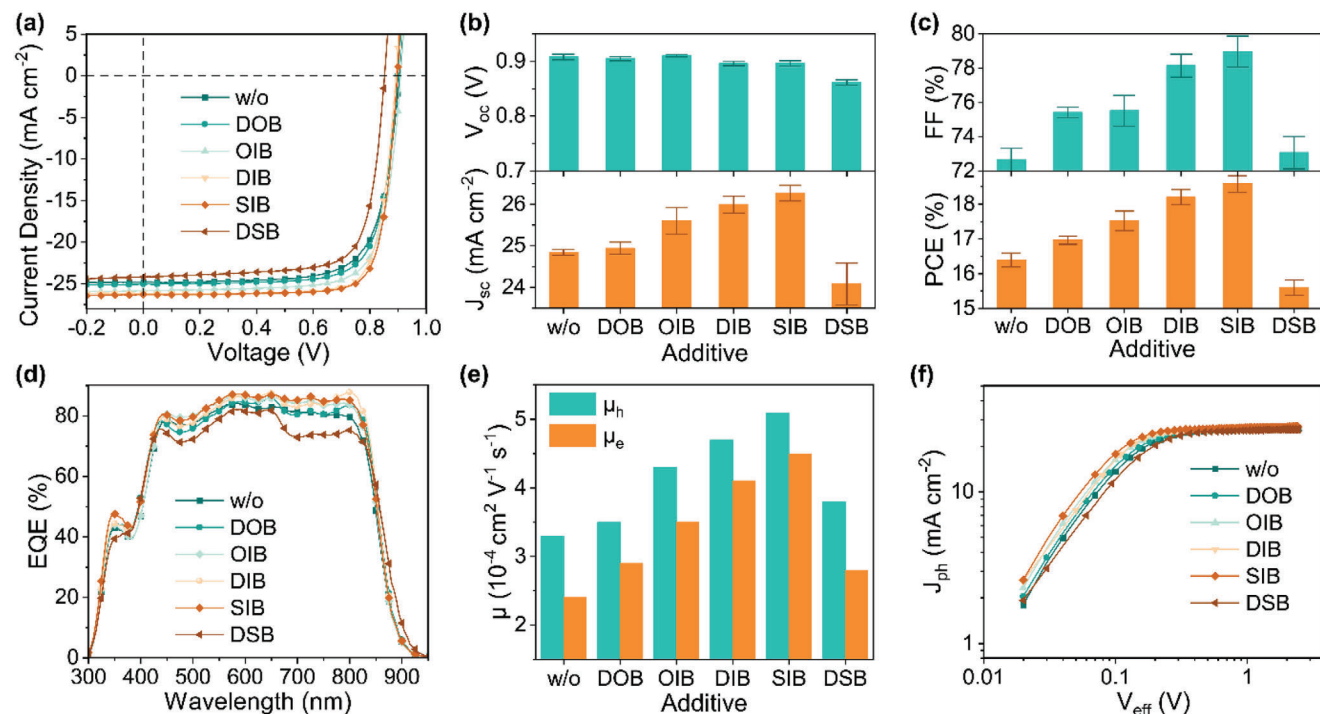 (a)
5
0
-5
-10
-15
-20
-25
-30
Current Density (mA cm⁻²)
w/o
DOB
OIB
DIB
SIB
DSB
-0.2 0.0 0.2 0.4 0.6 0.8 1.0
Voltage (V)
(b)
0.9
0.8
0.7
V_oc (V)
26
25
24
J_sc (mA cm⁻²)
w/o DOB OIB DIB SIB DSB
Additive
(c)
80
78
76
74
72
FF (%)
18
17
16
15
PCE (%)
w/o DOB OIB DIB SIB DSB
Additive
(d)
80
60
40
20
0
EQE (%)
w/o
DOB
OIB
DIB
SIB
DSB
300 400 500 600 700 800 900
Wavelength (nm)
(e)
μ_h
μ_e
5
4
3
2
μ (10⁻⁴ cm² V⁻¹ s⁻¹)
w/o DOB OIB DIB SIB DSB
Additive
(f)
10
1
J_ph (mA cm⁻²)
w/o
DOB
OIB
DIB
SIB
DSB
0.01 0.1 1
V_eff (V)